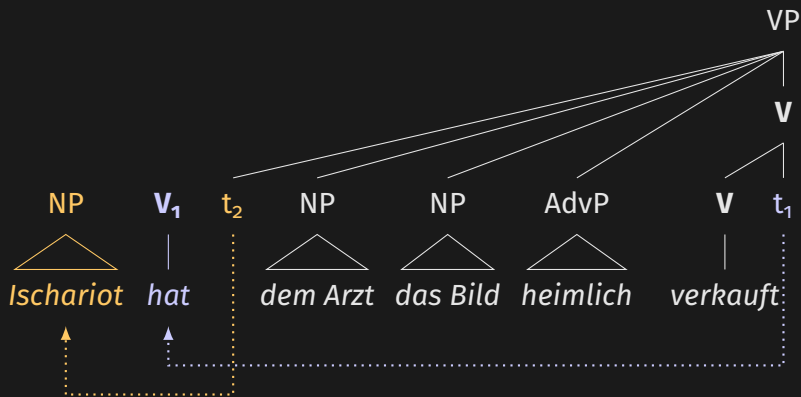 VP
V
NP V₁ t₂ NP NP AdvP V t₁
Ischariot hat dem Arzt das Bild heimlich verkauft